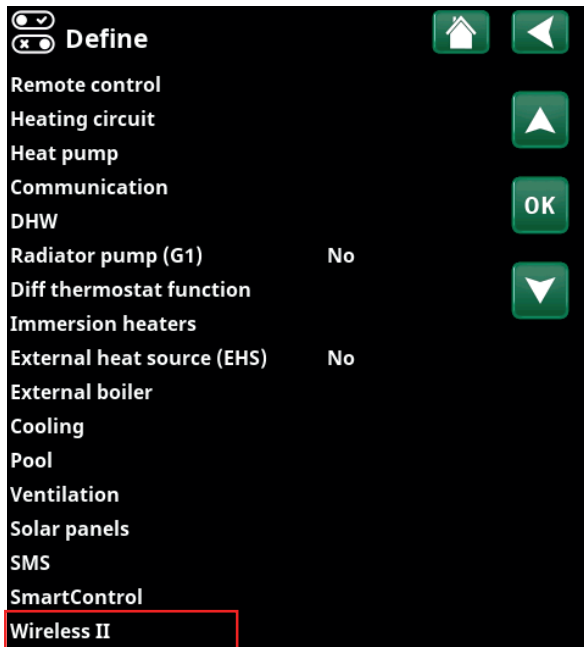 Define
Remote control
Heating circuit
Heat pump
Communication
OK
DHW
Radiator pump (G1) No
Diff thermostat function
Immersion heaters
External heat source (EHS) No
External boiler
Cooling
Pool
Ventilation
Solar panels
SMS
SmartControl
Wireless II